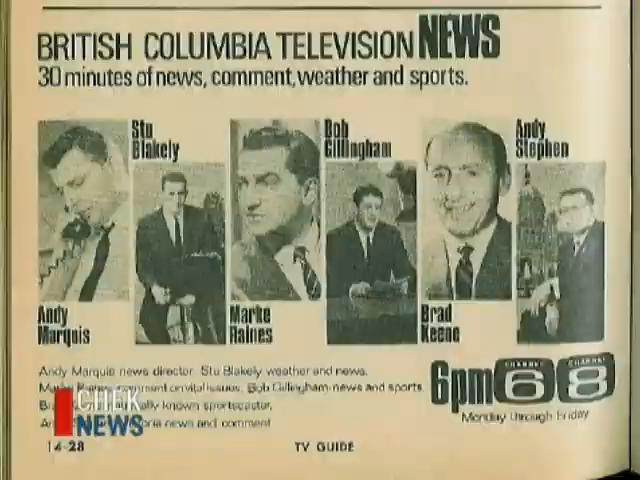 BRITISH COLUMBIA TELEVISION NEWS
30 minutes of news, comment, weather and sports.
Stu
Blakely
Bob
Gillingham
Andy
Stephen
Andy
Marquis
Marke
Raines
Brad
Keene
Andy Marquis news director. Stu Blakely weather and news.
comment on vital issues. Bob Gillingham-news and sports.
known sportscaster.
news and comment
6pm CHANNEL 6 CHANNEL 8
Monday through Friday
CHEK
NEWS
14-28
TV GUIDE